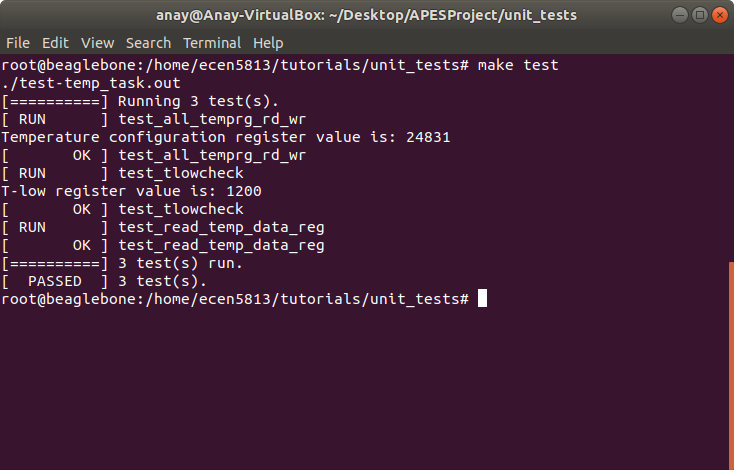 anay@Anay-VirtualBox: ~/Desktop/APESProject/unit_tests
File Edit View Search Terminal Help
root@beaglebone:/home/ecen5813/tutorials/unit_tests# make test
./test-temp_task.out
[==========] Running 3 test(s).
[ RUN      ] test_all_temprg_rd_wr
Temperature configuration register value is: 24831
[       OK ] test_all_temprg_rd_wr
[ RUN      ] test_tlowcheck
T-low register value is: 1200
[       OK ] test_tlowcheck
[ RUN      ] test_read_temp_data_reg
[       OK ] test_read_temp_data_reg
[==========] 3 test(s) run.
[  PASSED  ] 3 test(s).
root@beaglebone:/home/ecen5813/tutorials/unit_tests#